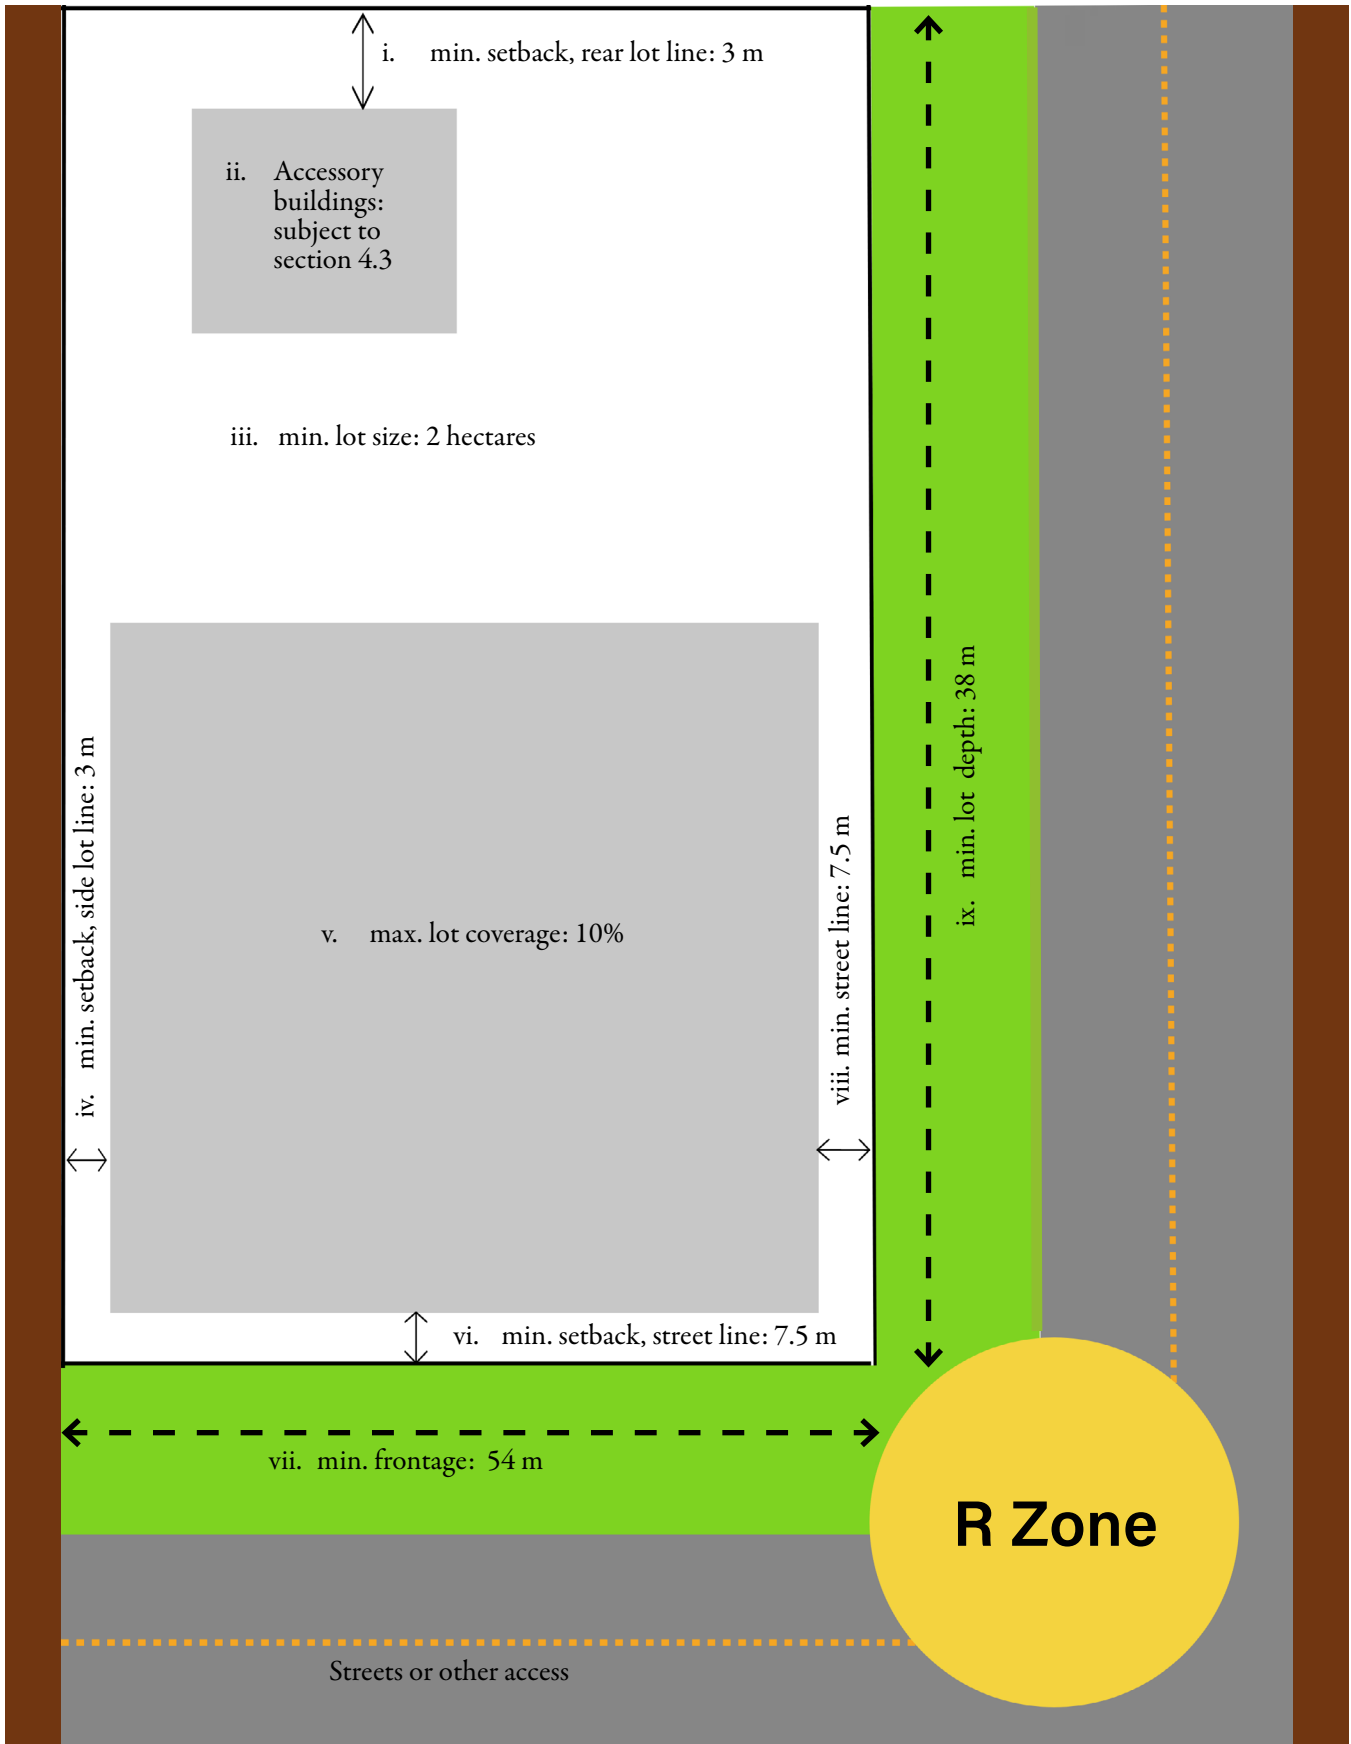 i. min. setback, rear lot line: 3 m
ii. Accessory
buildings:
subject to
section 4.3
iii. min. lot size: 2 hectares
iv. min. setback, side lot line: 3 m
v. max. lot coverage: 10%
viii. min. street line: 7.5 m
ix. min. lot depth: 38 m
vi. min. setback, street line: 7.5 m
vii. min. frontage: 54 m
R Zone
Streets or other access